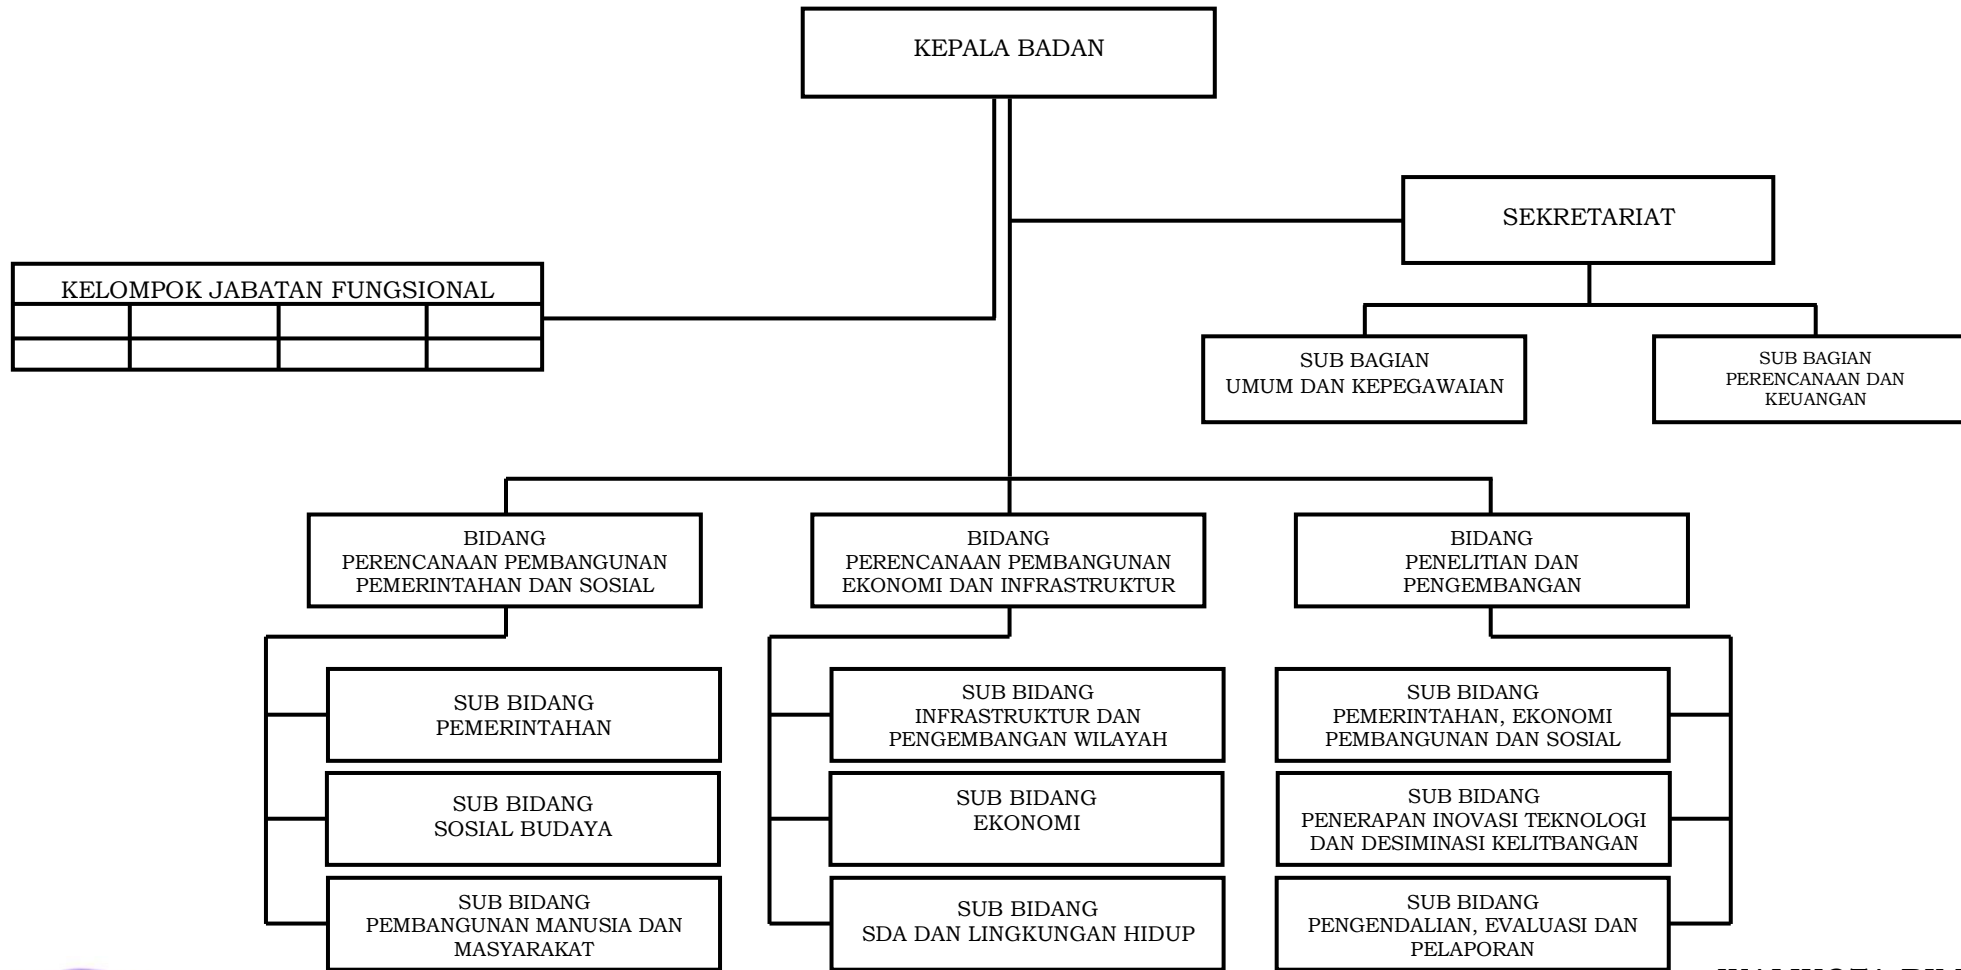 KEPALA BADAN
SEKRETARIAT
KELOMPOK JABATAN FUNGSIONAL
SUB BAGIAN
UMUM DAN KEPEGAWAIAN
SUB BAGIAN
PERENCANAAN DAN
KEUANGAN
BIDANG
PERENCANAAN PEMBANGUNAN
PEMERINTAHAN DAN SOSIAL
BIDANG
PERENCANAAN PEMBANGUNAN
EKONOMI DAN INFRASTRUKTUR
BIDANG
PENELITIAN DAN
PENGEMBANGAN
SUB BIDANG
PEMERINTAHAN
SUB BIDANG
INFRASTRUKTUR DAN
PENGEMBANGAN WILAYAH
SUB BIDANG
PEMERINTAHAN, EKONOMI
PEMBANGUNAN DAN SOSIAL
SUB BIDANG
SOSIAL BUDAYA
SUB BIDANG
EKONOMI
SUB BIDANG
PENERAPAN INOVASI TEKNOLOGI
DAN DESIMINASI KELITBANGAN
SUB BIDANG
PEMBANGUNAN MANUSIA DAN
MASYARAKAT
SUB BIDANG
SDA DAN LINGKUNGAN HIDUP
SUB BIDANG
PENGENDALIAN, EVALUASI DAN
PELAPORAN